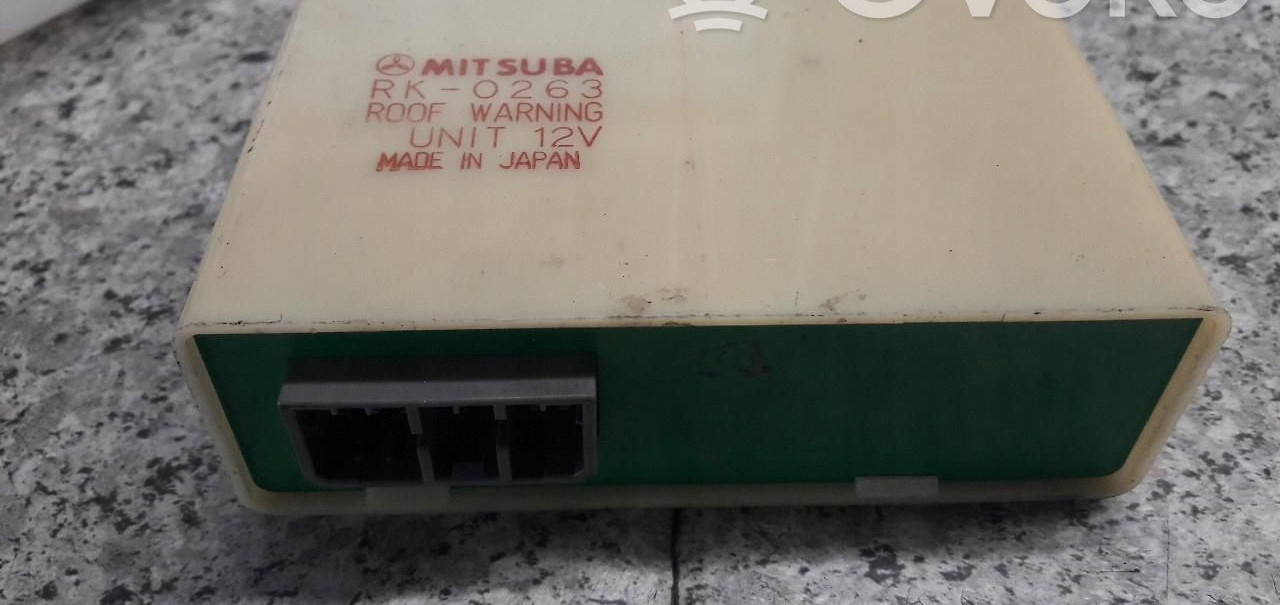 MITSUBA
RK-0263
ROOF WARNING
UNIT 12V
MADE IN JAPAN